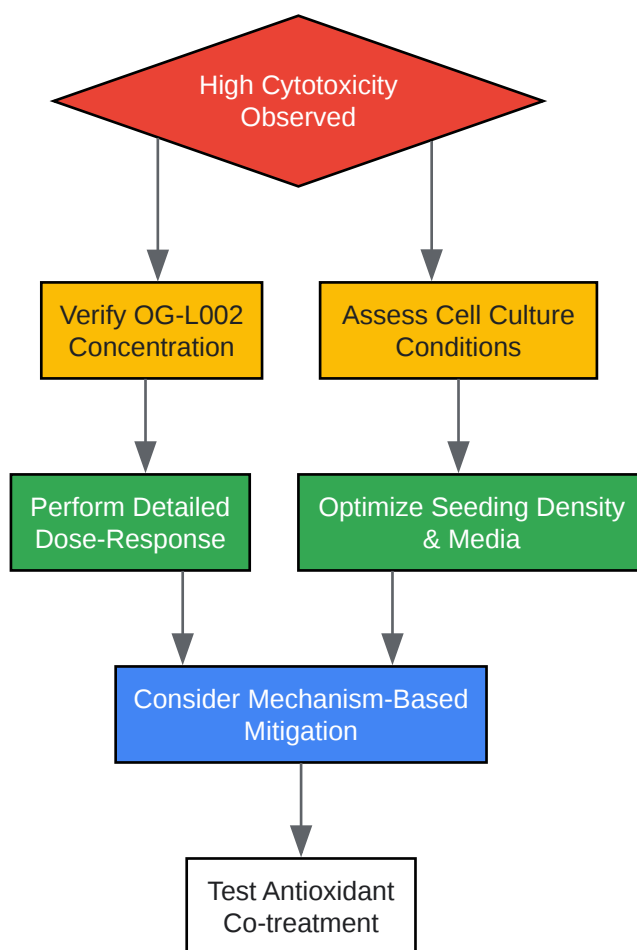 High Cytotoxicity
Observed
Verify OG-L002
Concentration
Assess Cell Culture
Conditions
Perform Detailed
Dose-Response
Optimize Seeding Density
& Media
Consider Mechanism-Based
Mitigation
Test Antioxidant
Co-treatment